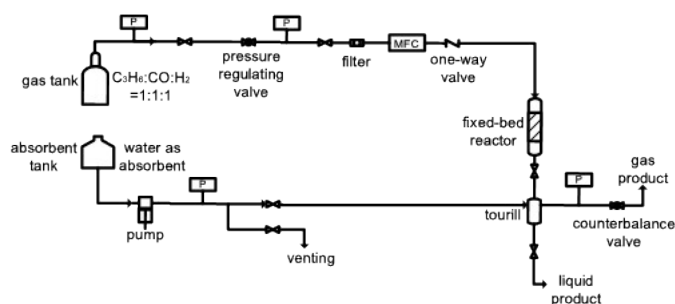 P
P
MFC
gas tank
C₃H₆:CO:H₂
=1:1:1
pressure
regulating
valve
filter
one-way
valve
absorbent
tank
water as
absorbent
fixed-bed
reactor
P
P
gas
product
tourill
counterbalance
valve
pump
venting
liquid
product